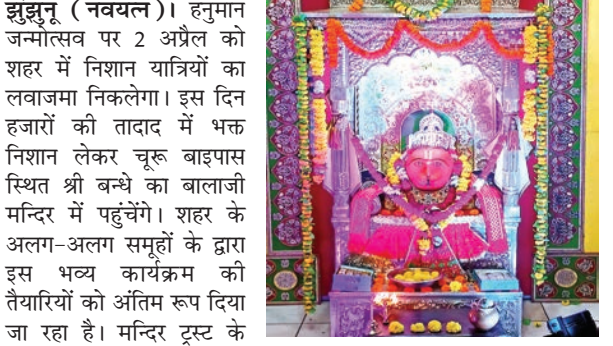 झुंझुनू (नवयत्न)। हनुमान
जन्मोत्सव पर 2 अप्रैल को
शहर में निशान यात्रियों का
लवाजमा निकलेगा। इस दिन
हजारों की तादाद में भक्त
निशान लेकर चूरू बाइपास
स्थित श्री बन्धे का बालाजी
मन्दिर में पहुंचेंगे। शहर के
अलग-अलग समूहों के द्वारा
इस भव्य कार्यक्रम की
तैयारियों को अंतिम रूप दिया
जा रहा है। मन्दिर ट्रस्ट के